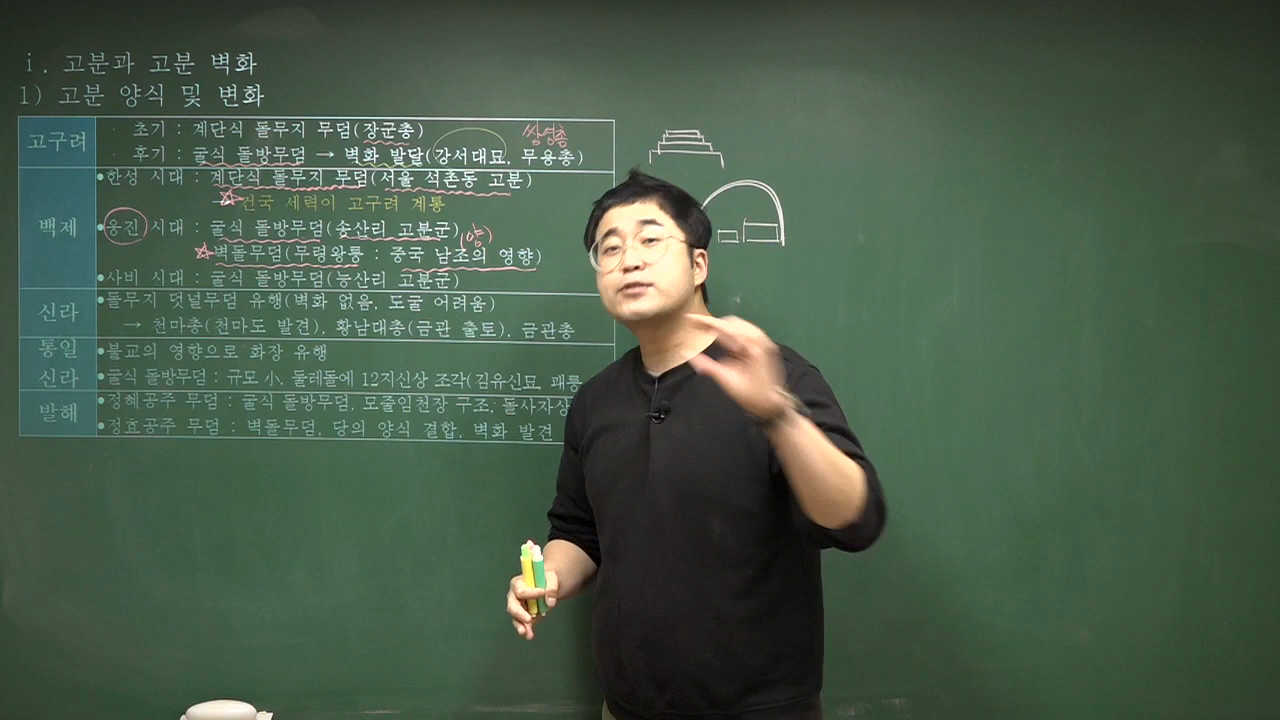 i. 고분과 고분 벽화
1) 고분 양식 및 변화
고구려
· 초기 : 계단식 돌무지 무덤(장군총)
쌍영총
· 후기 : 굴식 돌방무덤 → 벽화 발달(강서대묘, 무용총)
백제
•한성 시대 : 계단식 돌무지 무덤(서울 석촌동 고분)
→ 건국 세력이 고구려 계통
•웅진 시대 : 굴식 돌방무덤(송산리 고분군)
(양)
벽돌무덤(무령왕릉 : 중국 남조의 영향)
•사비 시대 : 굴식 돌방무덤(능산리 고분군)
신라
•돌무지 덧널무덤 유행(벽화 없음, 도굴 어려움)
→ 천마총(천마도 발견), 황남대총(금관 출토), 금관총
통일 신라
•불교의 영향으로 화장 유행
•굴식 돌방무덤 : 규모 小, 둘레돌에 12지신상 조각(김유신묘, 괘릉
발해
•정혜공주 무덤 : 굴식 돌방무덤, 모줄임천장 구조, 돌사자상
•정효공주 무덤 : 벽돌무덤, 당의 양식 결합, 벽화 발견